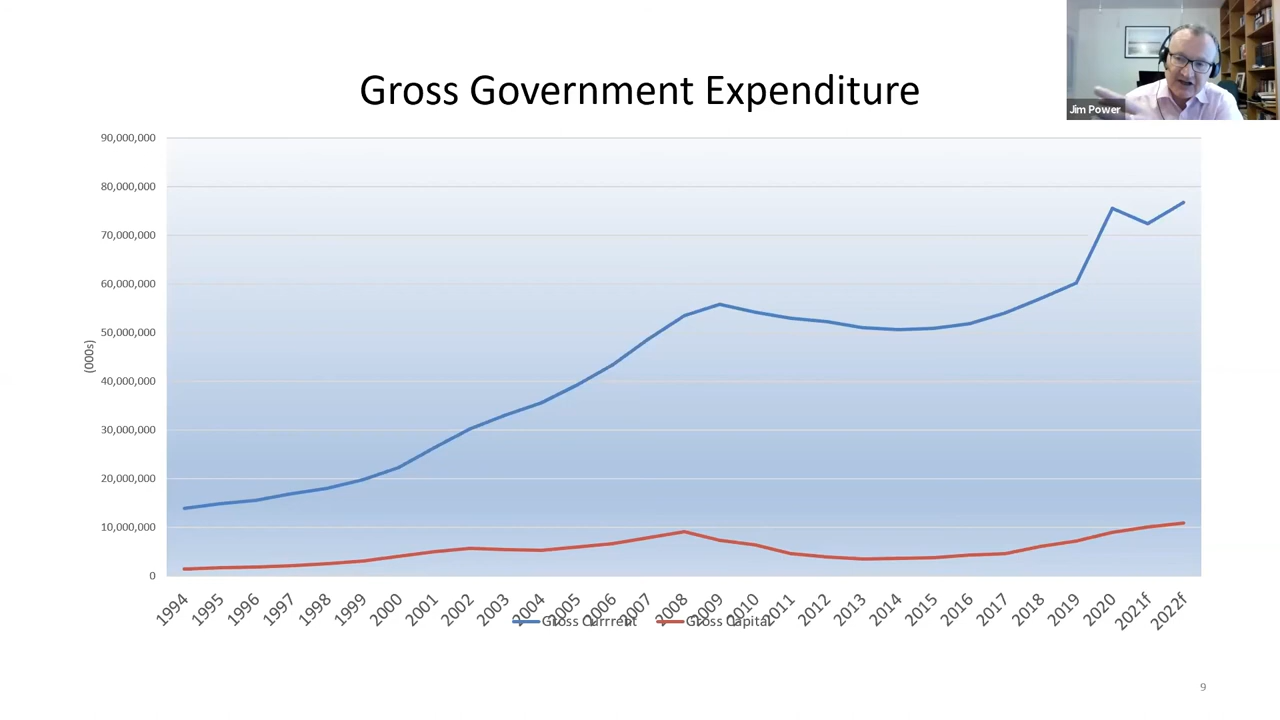 Gross Government Expenditure
Jim Power
90,000,000
80,000,000
70,000,000
60,000,000
50,000,000
40,000,000
30,000,000
20,000,000
10,000,000
0
(000s)
1994 1995 1996 1997 1998 1999 2000 2001 2002 2003 2004 2005 2006 2007 2008 2009 2010 2011 2012 2013 2014 2015 2016 2017 2018 2019 2020 2021f 2022f
Gross Currrent Gross Capital
9